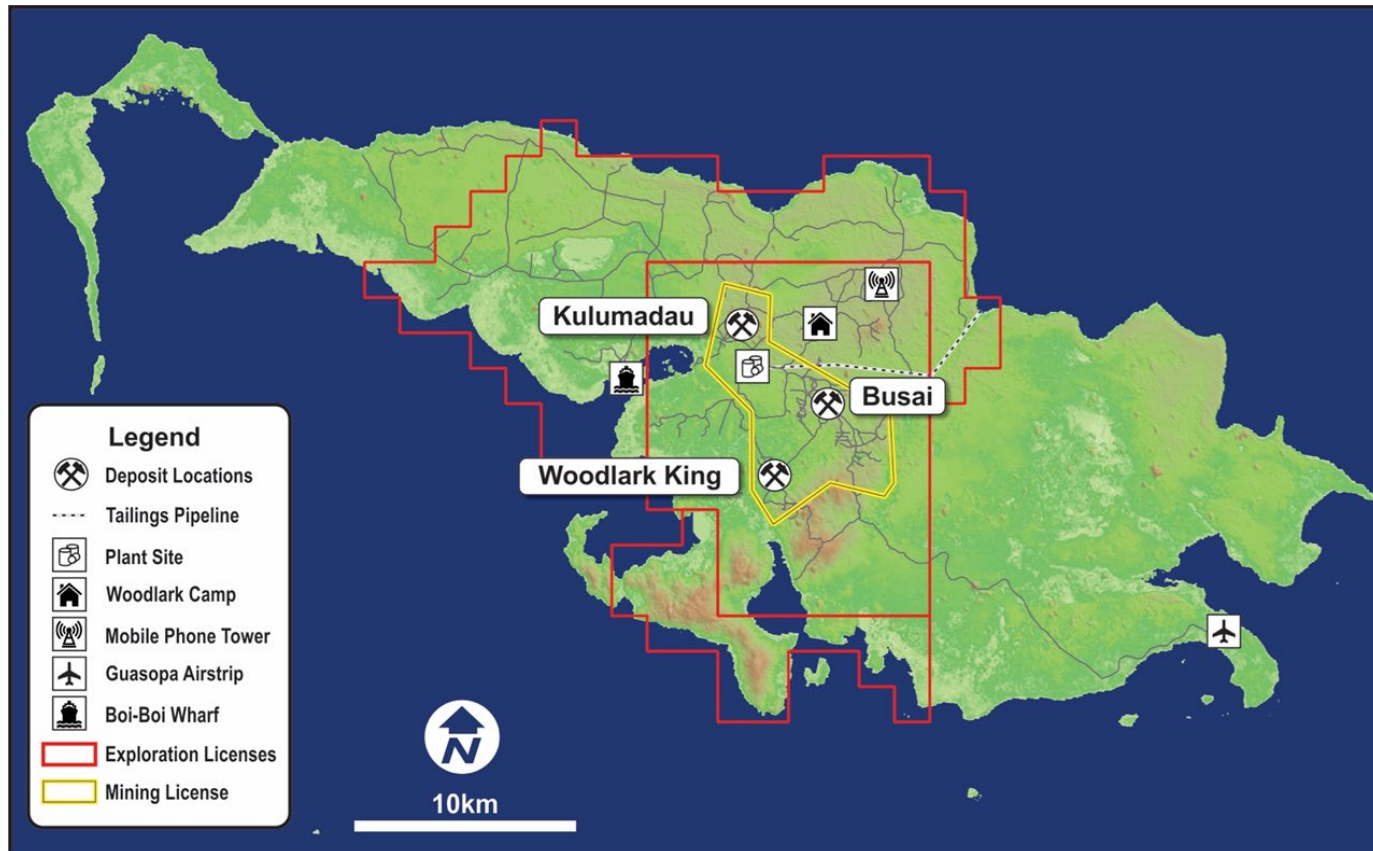 Kulumadau
Busai
Woodlark King
Legend
Deposit Locations
Tailings Pipeline
Plant Site
Woodlark Camp
Mobile Phone Tower
Guasopa Airstrip
Boi-Boi Wharf
Exploration Licenses
Mining License
N
10km